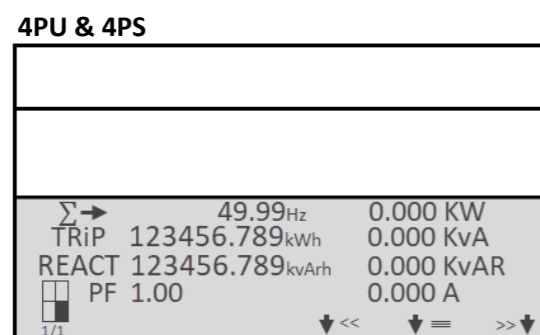 4PU & 4PS
Σ→ 49.99Hz 0.000 KW
TRiP 123456.789kWh 0.000 KvA
REACT 123456.789kvArh 0.000 KvAR
PF 1.00 0.000 A
1/1 << ≡ >>